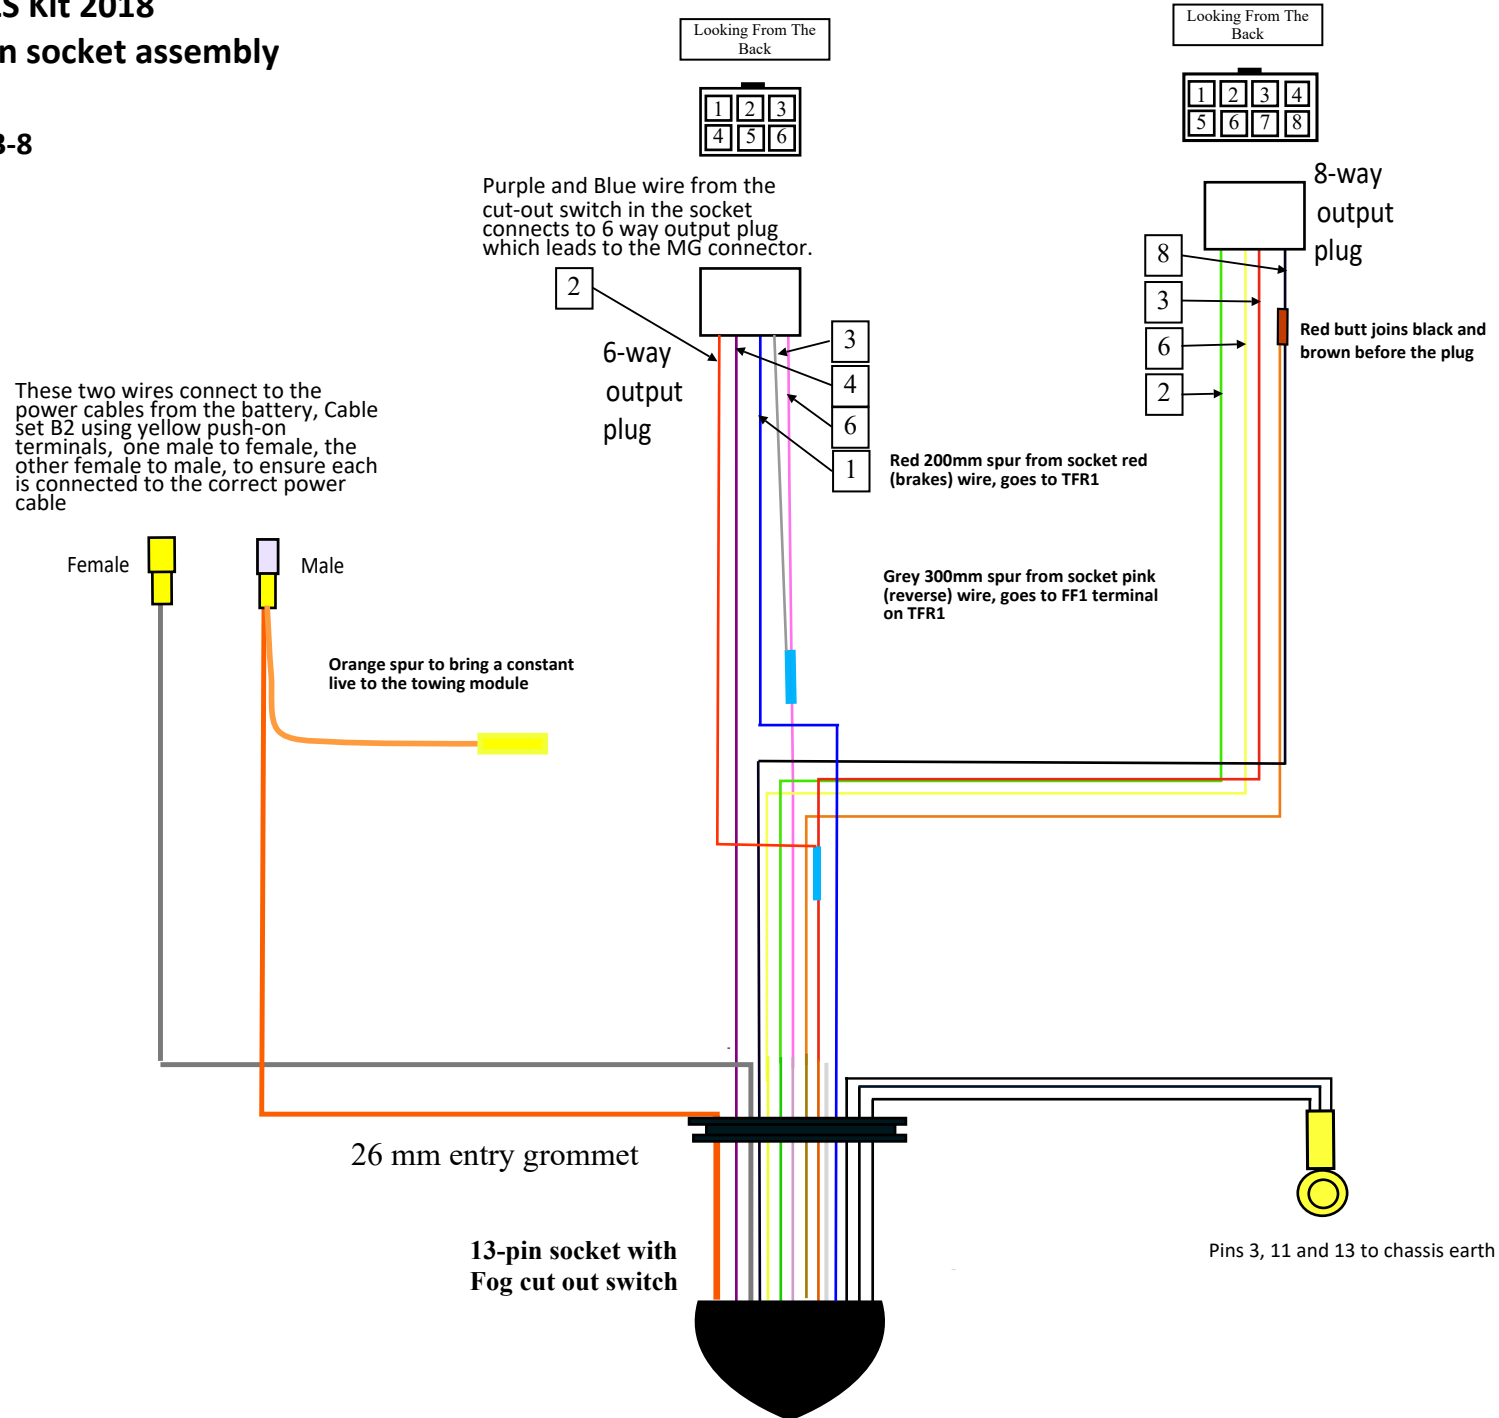 Kit 2018
socket assembly
-8
Looking From The
Back
1 2 3
4 5 6
Looking From The
Back
1 2 3 4
5 6 7 8
Purple and Blue wire from the
cut-out switch in the socket
connects to 6 way output plug
which leads to the MG connector.
2
6-way
output
plug
3
4
6
1
8-way
output
plug
8
3
6
2
Red butt joins black and
brown before the plug
These two wires connect to the
power cables from the battery, Cable
set B2 using yellow push-on
terminals, one male to female, the
other female to male, to ensure each
is connected to the correct power
cable
Female
Male
Red 200mm spur from socket red
(brakes) wire, goes to TFR1
Grey 300mm spur from socket pink
(reverse) wire, goes to FF1 terminal
on TFR1
Orange spur to bring a constant
live to the towing module
26 mm entry grommet
13-pin socket with
Fog cut out switch
Pins 3, 11 and 13 to chassis earth